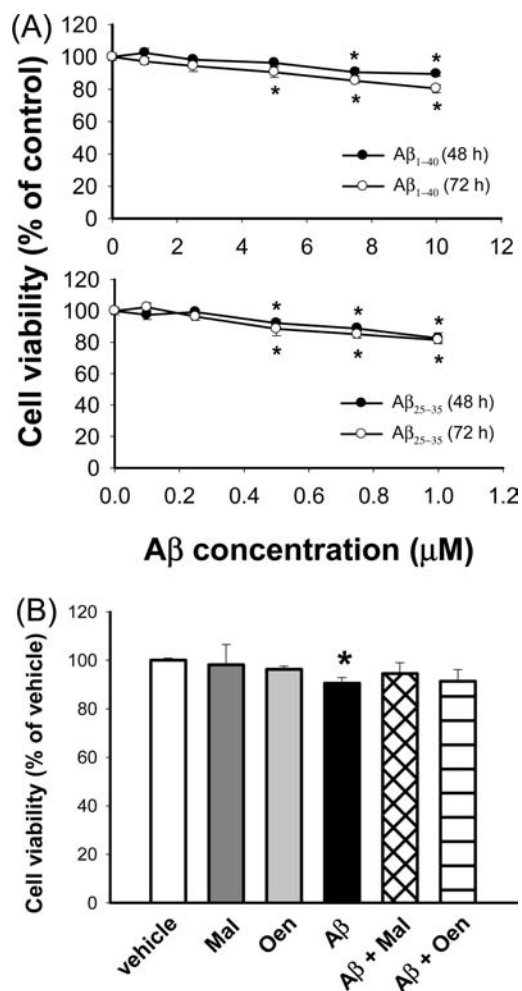 (A)
Cell viability (% of control)
120
100
80
60
40
20
0
* *
* * *
Aβ1–40 (48 h)
Aβ1–40 (72 h)
0 2 4 6 8 10 12
120
100
80
60
40
20
0
* * *
* * *
Aβ25–35 (48 h)
Aβ25–35 (72 h)
0.0 0.2 0.4 0.6 0.8 1.0 1.2
Aβ concentration (μM)
(B)
Cell viability (% of vehicle)
120
100
80
60
40
20
0
*
vehicle
Mal
Oen
Aβ
Aβ + Mal
Aβ + Oen